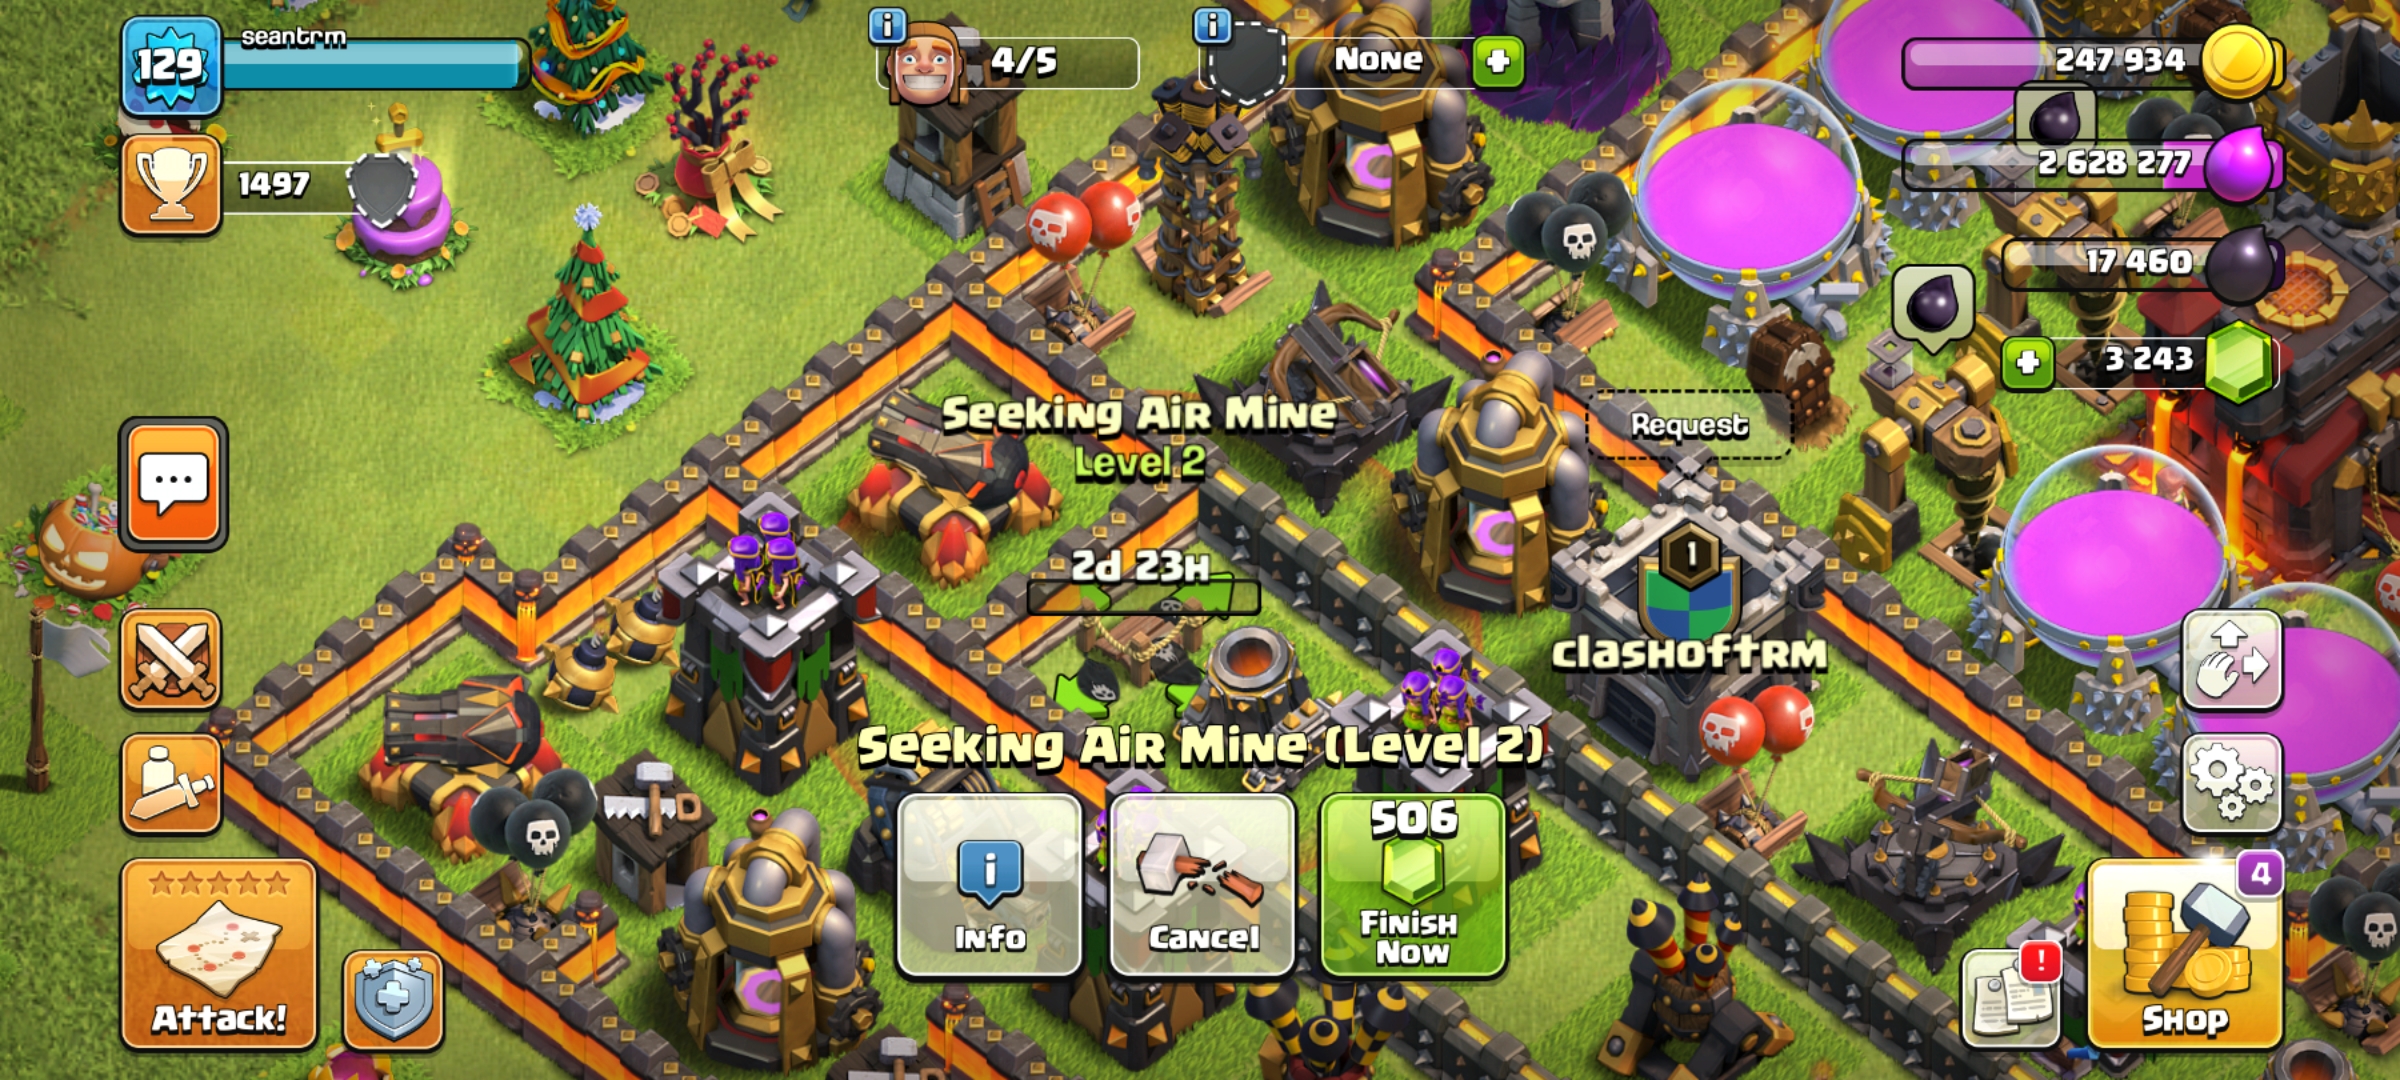 129
seantrm
4/5
None
247 934
1497
2 628 277
17 460
3 243
Seeking Air Mine
Level 2
Request
2d 23H
1
clashoftRM
Seeking Air Mine (Level 2)
Info
Cancel
506
Finish
Now
Attack!
4
Shop